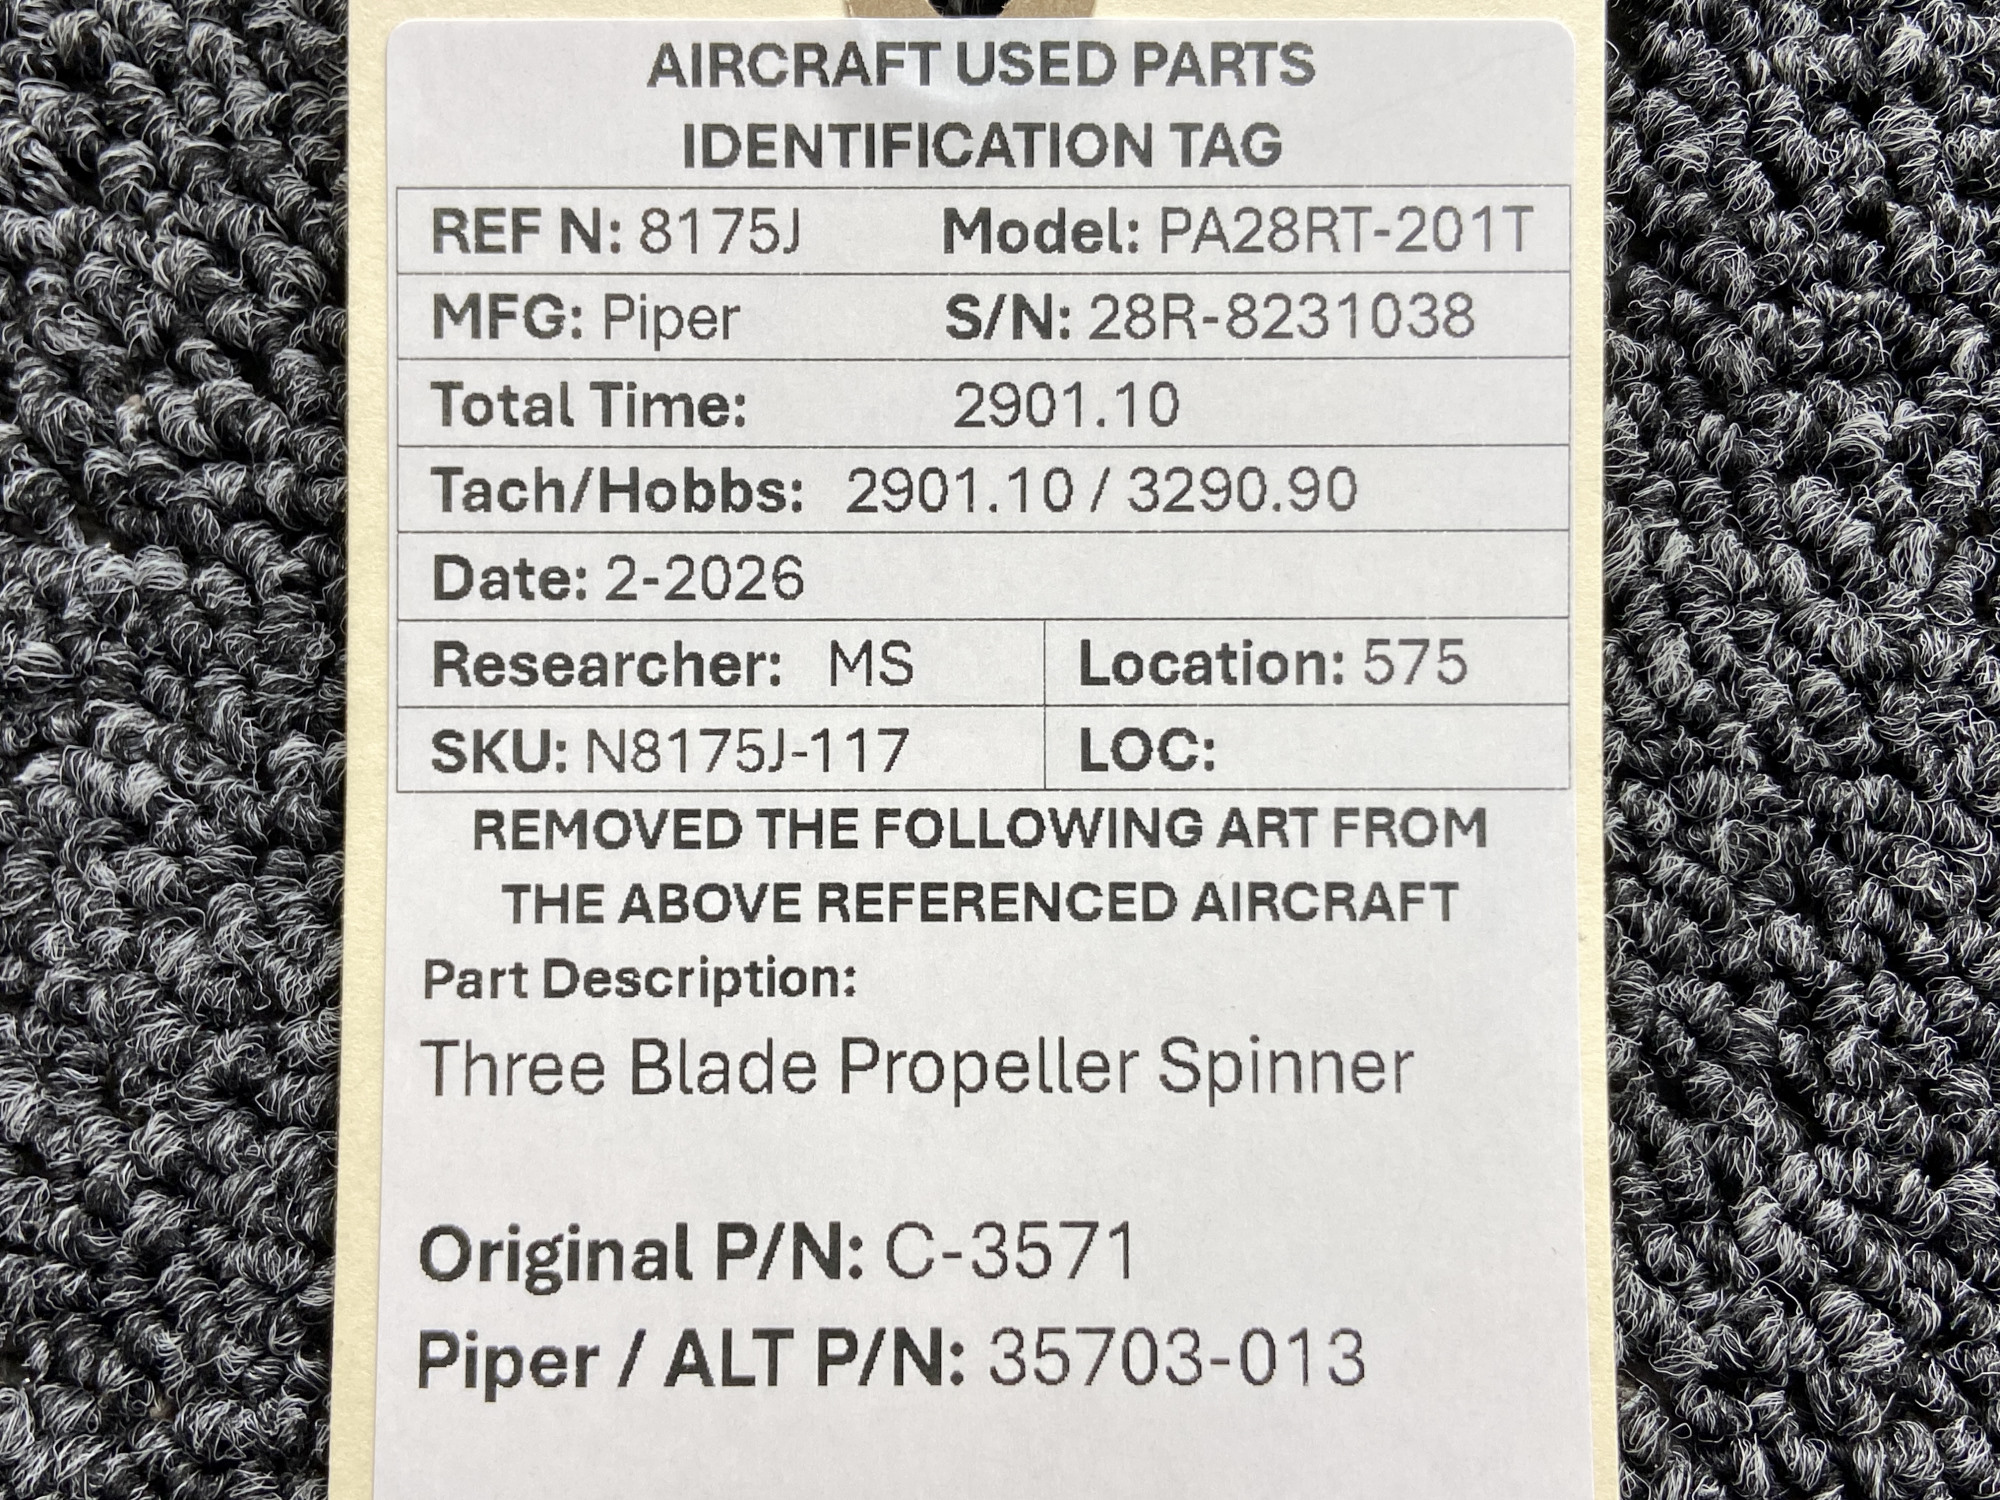 AIRCRAFT USED PARTS
IDENTIFICATION TAG
REF N: 8175J Model: PA28RT-201T
MFG: Piper S/N: 28R-8231038
Total Time: 2901.10
Tach/Hobbs: 2901.10 / 3290.90
Date: 2-2026
Researcher: MS Location: 575
SKU: N8175J-117 LOC:
REMOVED THE FOLLOWING ART FROM
THE ABOVE REFERENCED AIRCRAFT
Part Description:
Three Blade Propeller Spinner
Original P/N: C-3571
Piper / ALT P/N: 35703-013